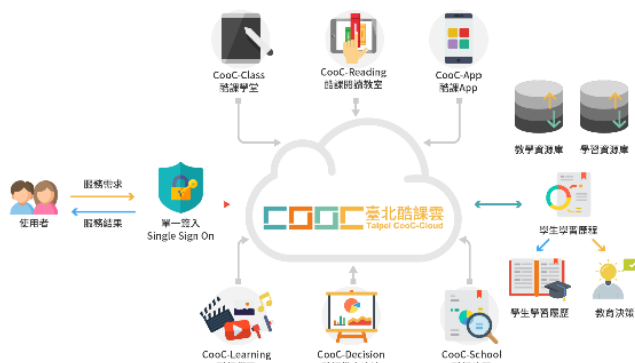 CooC-Class
酷課學堂
CooC-Reading
酷課閱讀教室
CooC-App
酷課App
教學資源庫
學習資源庫
服務需求
使用者
服務結果
單一簽入
Single Sign On
COOC 臺北酷課雲
Taipei CooC-Cloud
學生學習歷程
學生學習履歷
教育決策
CooC-Learning
CooC-Decision
CooC-School